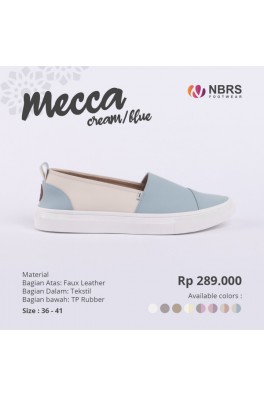 NBRS
FOOTWEAR
mecca
cream/blue
Material
Bagian Atas: Faux Leather
Bagian Dalam: Tekstil
Bagian bawah: TP Rubber
Size : 36 - 41
Rp 289.000
Available colors :